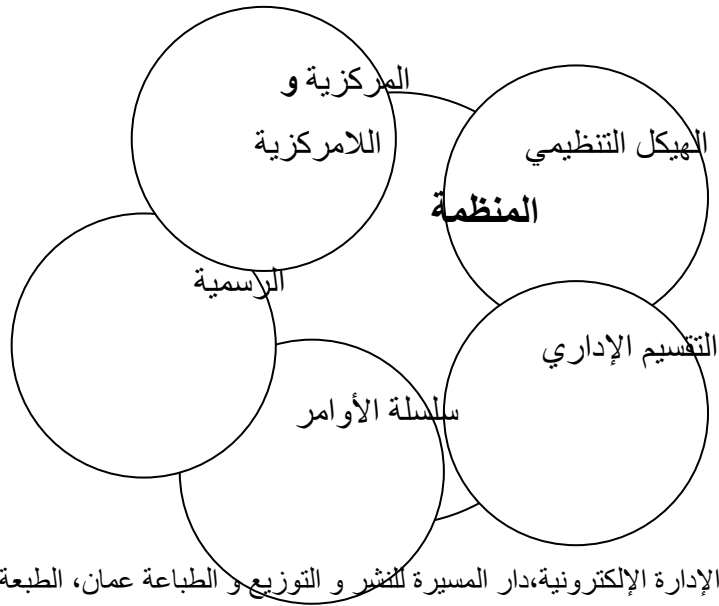 المركزية و
اللامركزية
الهيكل التنظيمي
المنظمة
الرسمية
التقسيم الإداري
سلسلة الأوامر
الإدارة الإلكترونية،دار المسيرة للنشر و التوزيع و الطباعة عمان، الطبعة